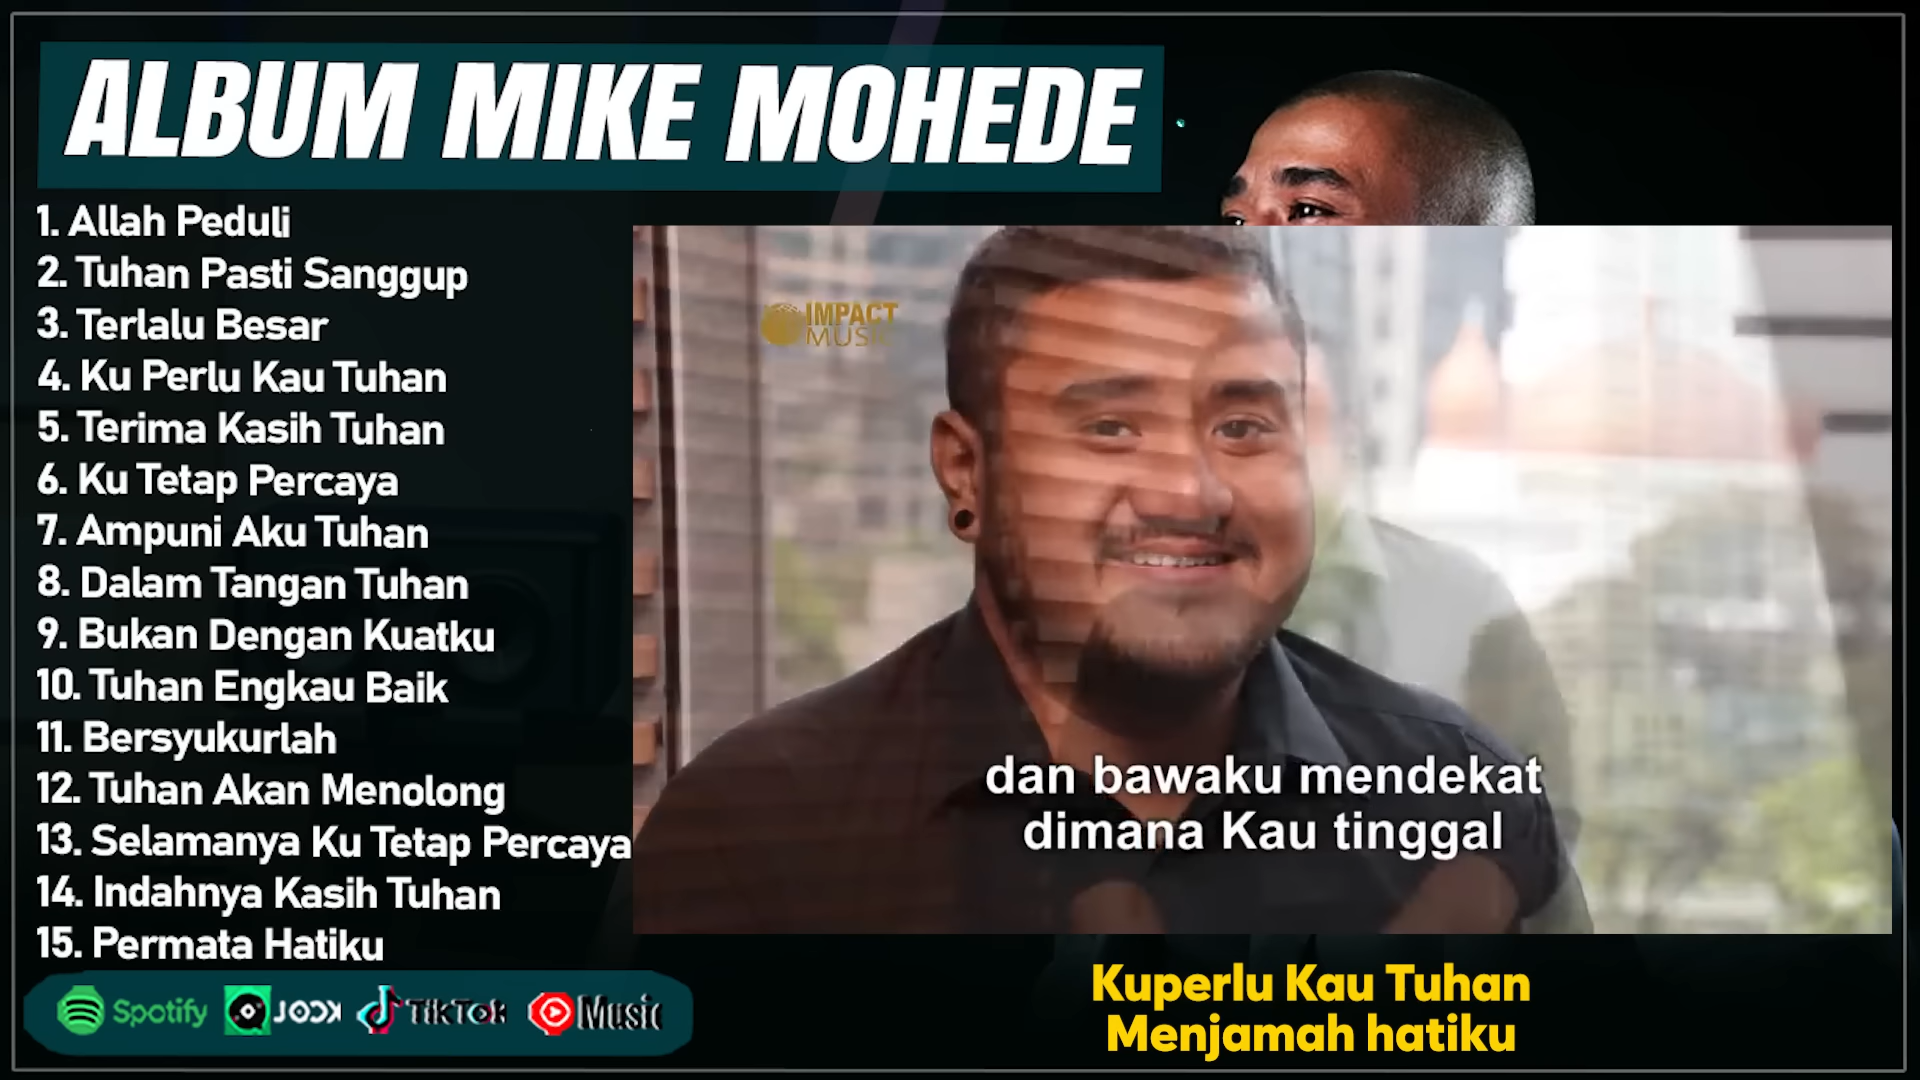 ALBUM MIKE MOHEDE
1. Allah Peduli
2. Tuhan Pasti Sanggup
3. Terlalu Besar
4. Ku Perlu Kau Tuhan
5. Terima Kasih Tuhan
6. Ku Tetap Percaya
7. Ampuni Aku Tuhan
8. Dalam Tangan Tuhan
9. Bukan Dengan Kuatku
10. Tuhan Engkau Baik
11. Bersyukurlah
12. Tuhan Akan Menolong
13. Selamanya Ku Tetap Percaya
14. Indahnya Kasih Tuhan
15. Permata Hatiku
IMPACT
MUSIC
dan bawaku mendekat
dimana Kau tinggal
Kuperlu Kau Tuhan
Menjamah hatiku
Spotify JOOX TikTok Music